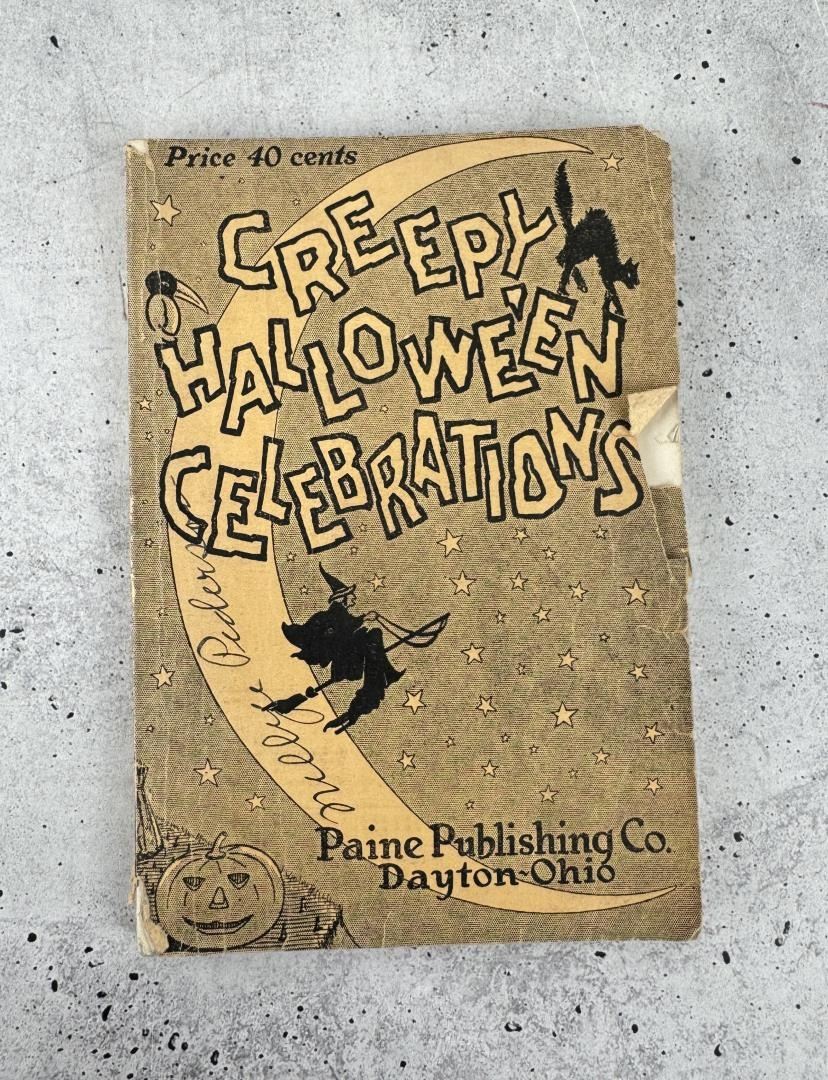 Price 40 cents
CREEPY
HALLOWE'EN
CELEBRATIONS
Paine Publishing Co.
Dayton-Ohio